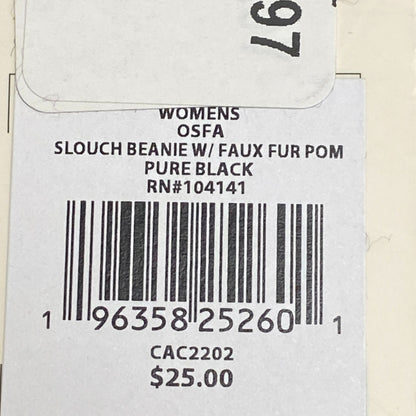 97
WOMENS
OSFA
SLOUCH BEANIE W/ FAUX FUR POM
PURE BLACK
RN#104141
1 96358 25260 1
CAC2202
$25.00